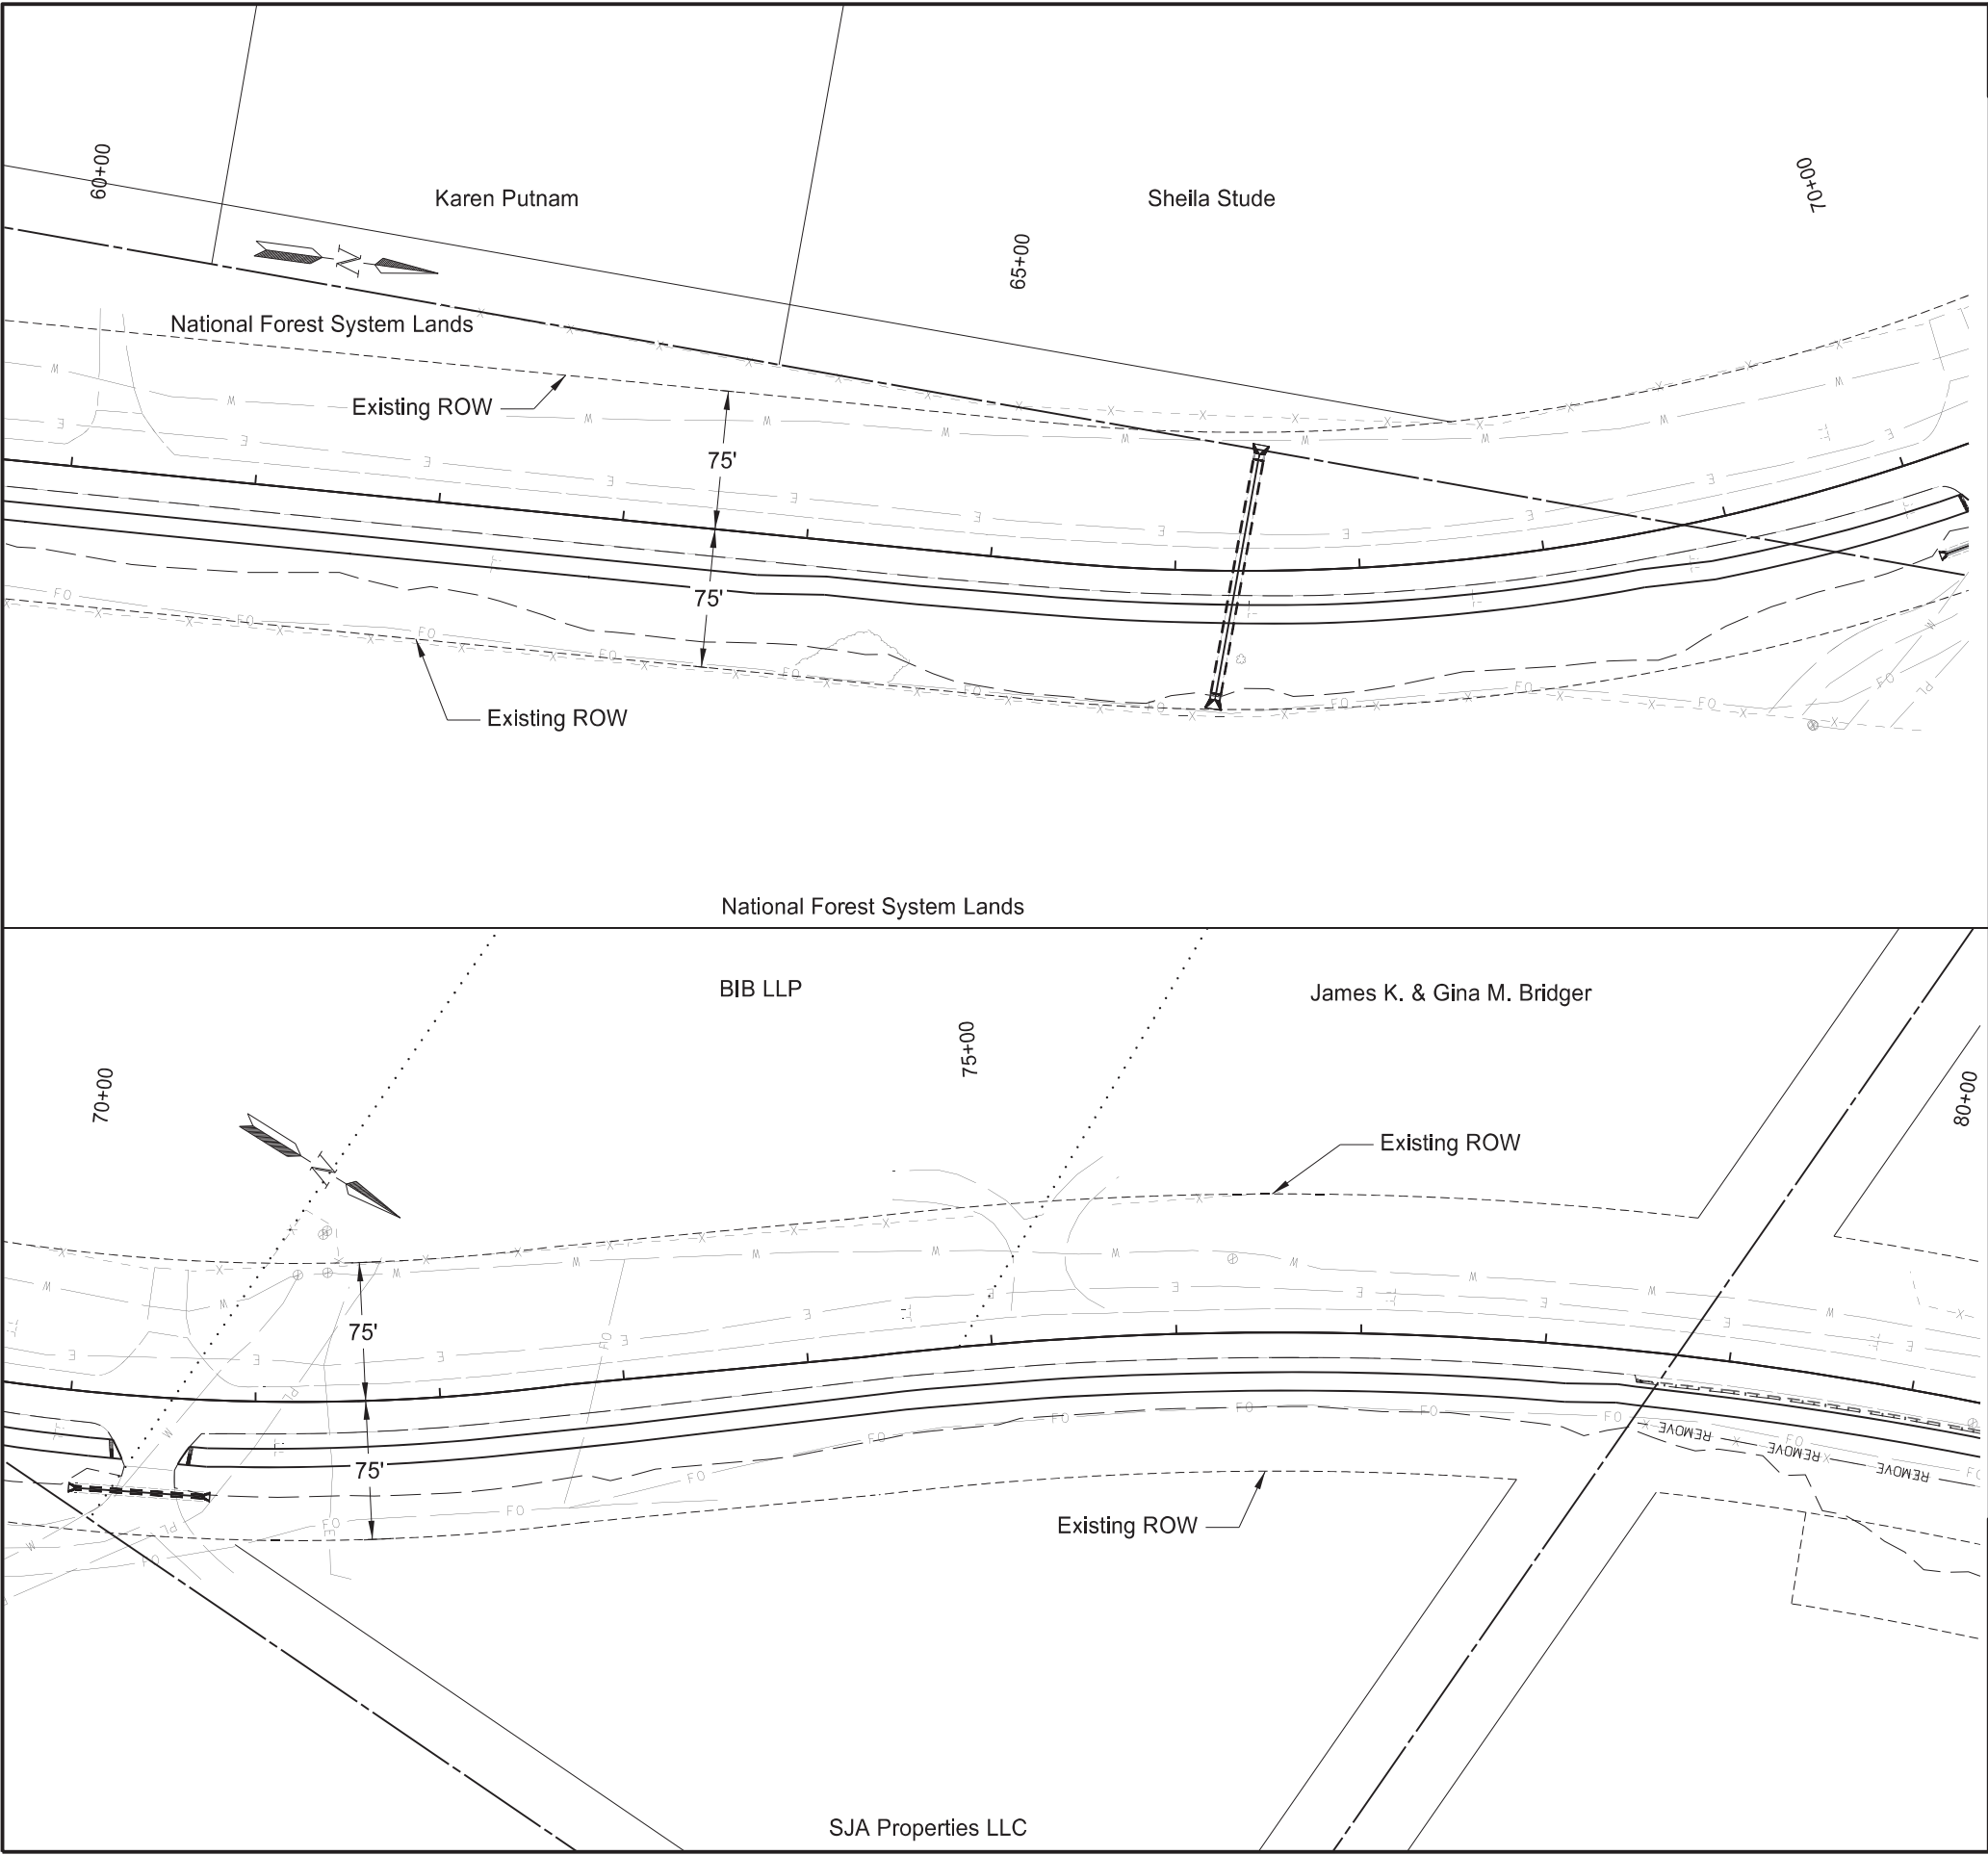 60+00
Karen Putnam
Sheila Stude
70+00
65+00
N
National Forest System Lands
Existing ROW
75'
75'
Existing ROW
National Forest System Lands
BIB LLP
James K. & Gina M. Bridger
75+00
70+00
80+00
Existing ROW
N
75'
75'
REMOVE
REMOVE
REMOVE
Existing ROW
SJA Properties LLC